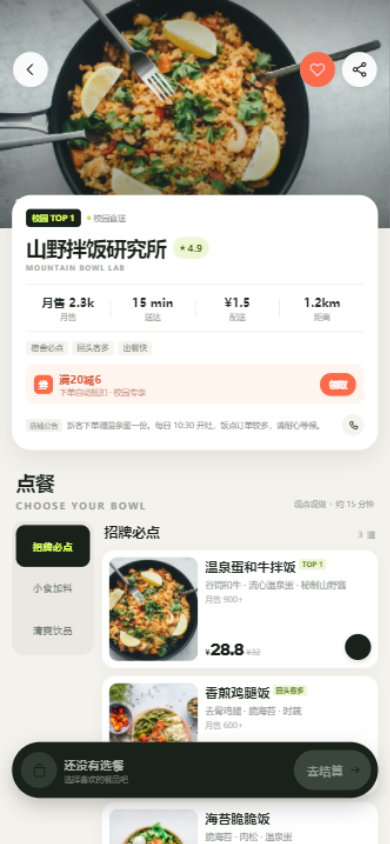 校园 TOP 1 校园直送
山野拌饭研究所 ★ 4.9
MOUNTAIN BOWL LAB
月售 2.3k 15 min ¥1.5 1.2km
月售 送达 配送 距离
宿舍必点 回头客多 出餐快
券 满20减6 领取
下单自动抵扣 · 校园专享
店铺公告 新客下单赠温泉蛋一份。每日 10:30 开灶，饭点订单较多，请耐心等候。
点餐
CHOOSE YOUR BOWL 现点现做 · 约 15 分钟
招牌必点
小食加料
清爽饮品
招牌必点 3 道
温泉蛋和牛拌饭 TOP 1
谷饲和牛 · 流心温泉蛋 · 秘制山野酱
月售 900+
¥28.8 ¥32
香煎鸡腿饭 回头客多
去骨鸡腿 · 脆海苔 · 时蔬
月售 600+
还没有选餐 去结算 →
选择喜欢的餐品吧
海苔脆脆饭
脆海苔 · 肉松 · 溏心蛋